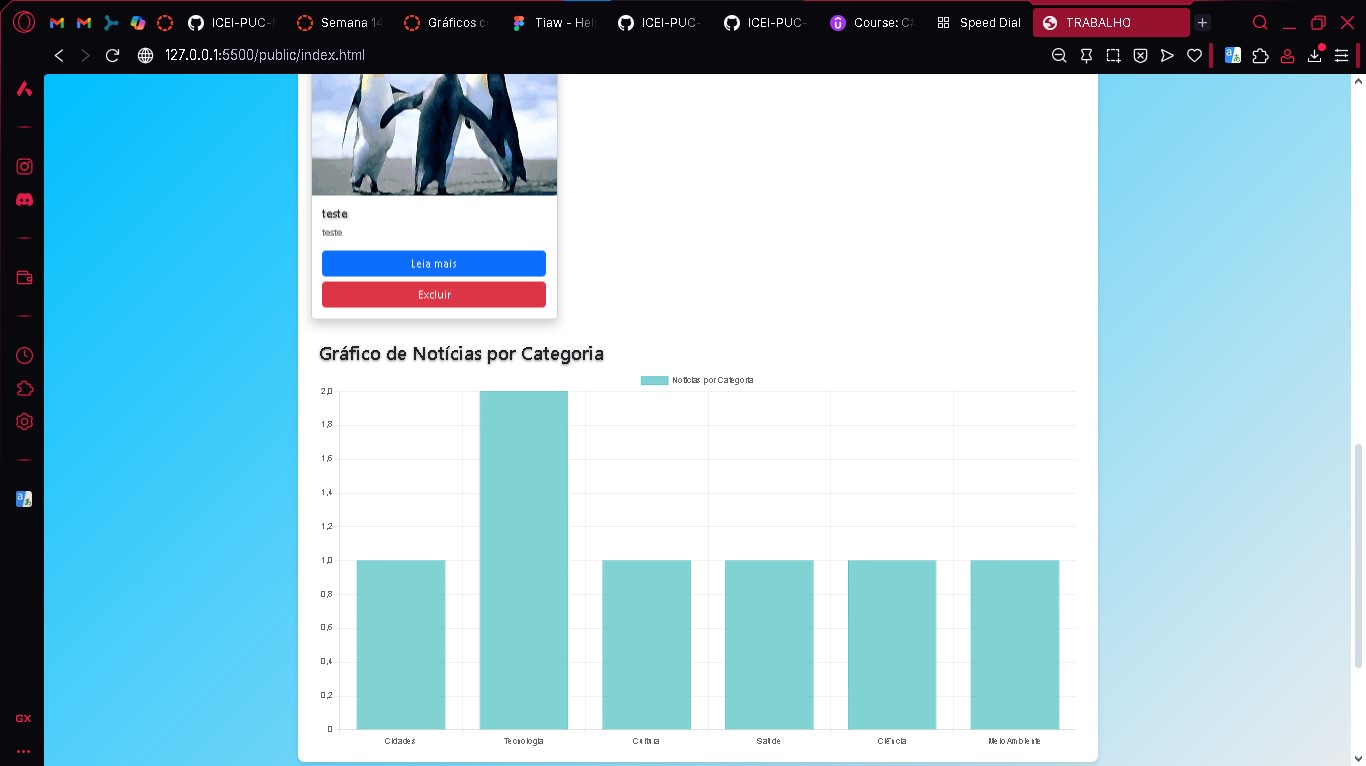 ICEI-PUC-
Semana 14
Gráficos c
Tiaw - Hel
ICEI-PUC-
ICEI-PUC-
Course: C#
Speed Dial
TRABALHO
127.0.0.1:5500/public/index.html
teste
teste
Leia mais
Excluir
Gráfico de Notícias por Categoria
Notícias por Categoria
2,0
1,8
1,6
1,4
1,2
1,0
0,8
0,6
0,4
0,2
0
Cidades
Tecnologia
Cultura
Saúde
Ciência
Meio Ambiente
GX